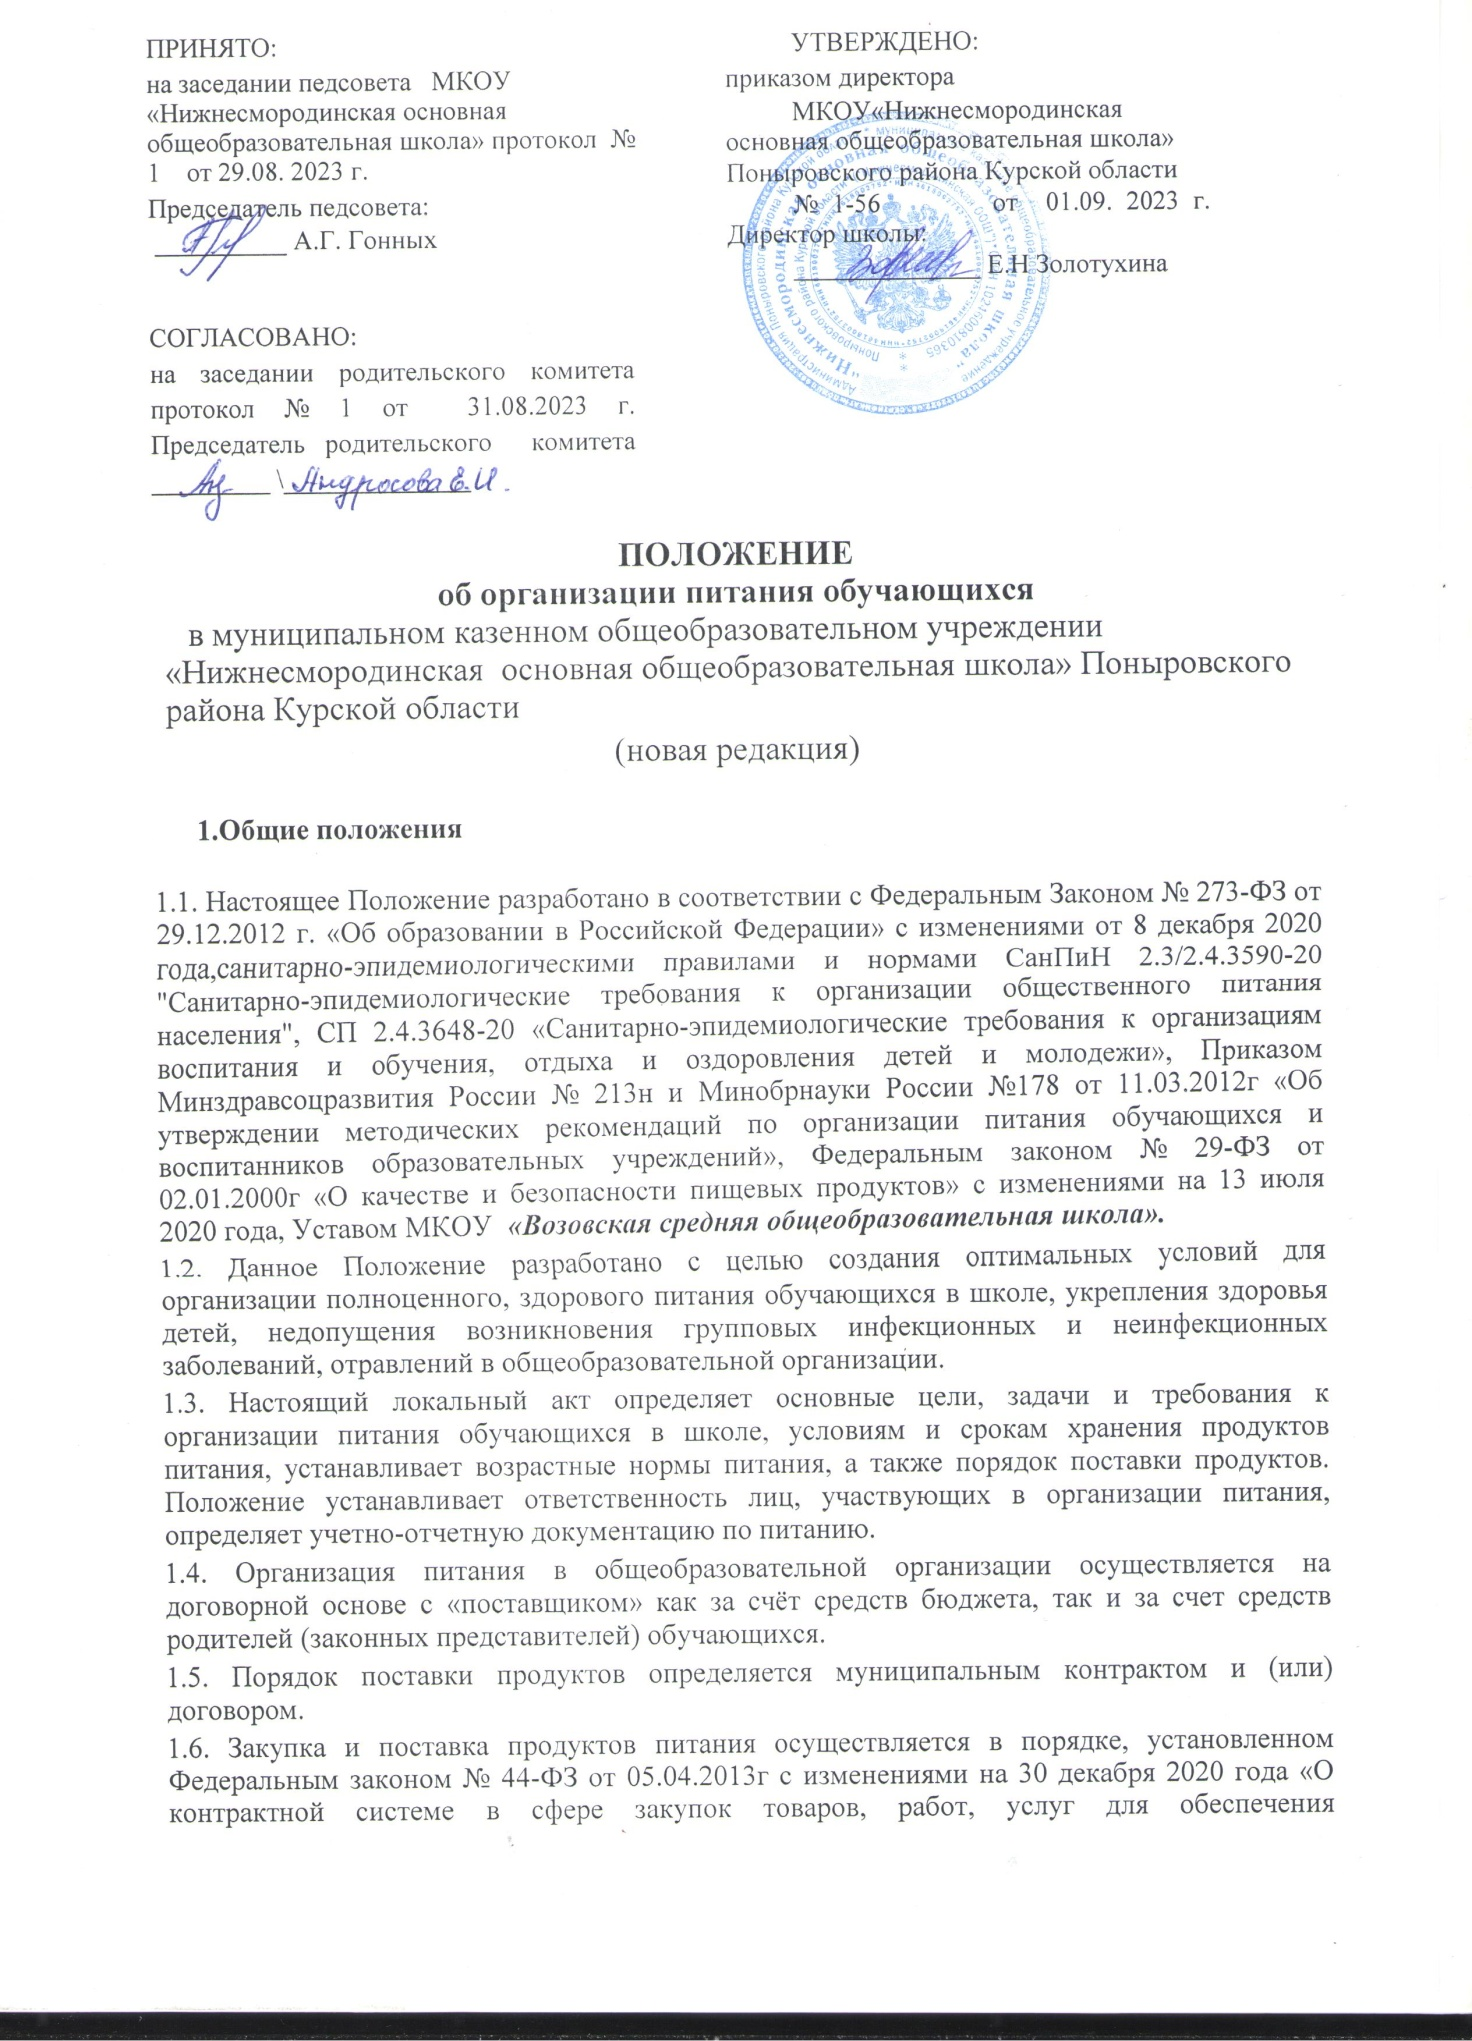 ПРИНЯТО:
на заседании педсовета МКОУ
«Нижнесмородинская основная
общеобразовательная школа» протокол №
1 от 29.08. 2023 г.
Председатель педсовета:
А.Г. Гонных
УТВЕРЖДЕНО:
приказом директора
МКОУ«Нижнесмородинская
основная общеобразовательная школа»
Поныровского района Курской области
№ 1-56 от 01.09. 2023 г.
Директор школы:
Е.Н Золотухина
СОГЛАСОВАНО:
на заседании родительского комитета
протокол № 1 от 31.08.2023 г.
Председатель родительского комитета
\ Андросова Е.И.
ПОЛОЖЕНИЕ
об организации питания обучающихся
в муниципальном казенном общеобразовательном учреждении
«Нижнесмородинская основная общеобразовательная школа» Поныровского
района Курской области
(новая редакция)
1.Общие положения
1.1. Настоящее Положение разработано в соответствии с Федеральным Законом № 273-ФЗ от
29.12.2012 г. «Об образовании в Российской Федерации» с изменениями от 8 декабря 2020
года,санитарно-эпидемиологическими правилами и нормами СанПиН 2.3/2.4.3590-20
"Санитарно-эпидемиологические требования к организации общественного питания
населения", СП 2.4.3648-20 «Санитарно-эпидемиологические требования к организациям
воспитания и обучения, отдыха и оздоровления детей и молодежи», Приказом
Минздравсоцразвития России № 213н и Минобрнауки России №178 от 11.03.2012г «Об
утверждении методических рекомендаций по организации питания обучающихся и
воспитанников образовательных учреждений», Федеральным законом № 29-ФЗ от
02.01.2000г «О качестве и безопасности пищевых продуктов» с изменениями на 13 июля
2020 года, Уставом МКОУ «Возовская средняя общеобразовательная школа».
1.2. Данное Положение разработано с целью создания оптимальных условий для
организации полноценного, здорового питания обучающихся в школе, укрепления здоровья
детей, недопущения возникновения групповых инфекционных и неинфекционных
заболеваний, отравлений в общеобразовательной организации.
1.3. Настоящий локальный акт определяет основные цели, задачи и требования к
организации питания обучающихся в школе, условиям и срокам хранения продуктов
питания, устанавливает возрастные нормы питания, а также порядок поставки продуктов.
Положение устанавливает ответственность лиц, участвующих в организации питания,
определяет учетно-отчетную документацию по питанию.
1.4. Организация питания в общеобразовательной организации осуществляется на
договорной основе с «поставщиком» как за счёт средств бюджета, так и за счет средств
родителей (законных представителей) обучающихся.
1.5. Порядок поставки продуктов определяется муниципальным контрактом и (или)
договором.
1.6. Закупка и поставка продуктов питания осуществляется в порядке, установленном
Федеральным законом № 44-ФЗ от 05.04.2013г с изменениями на 30 декабря 2020 года «О
контрактной системе в сфере закупок товаров, работ, услуг для обеспечения